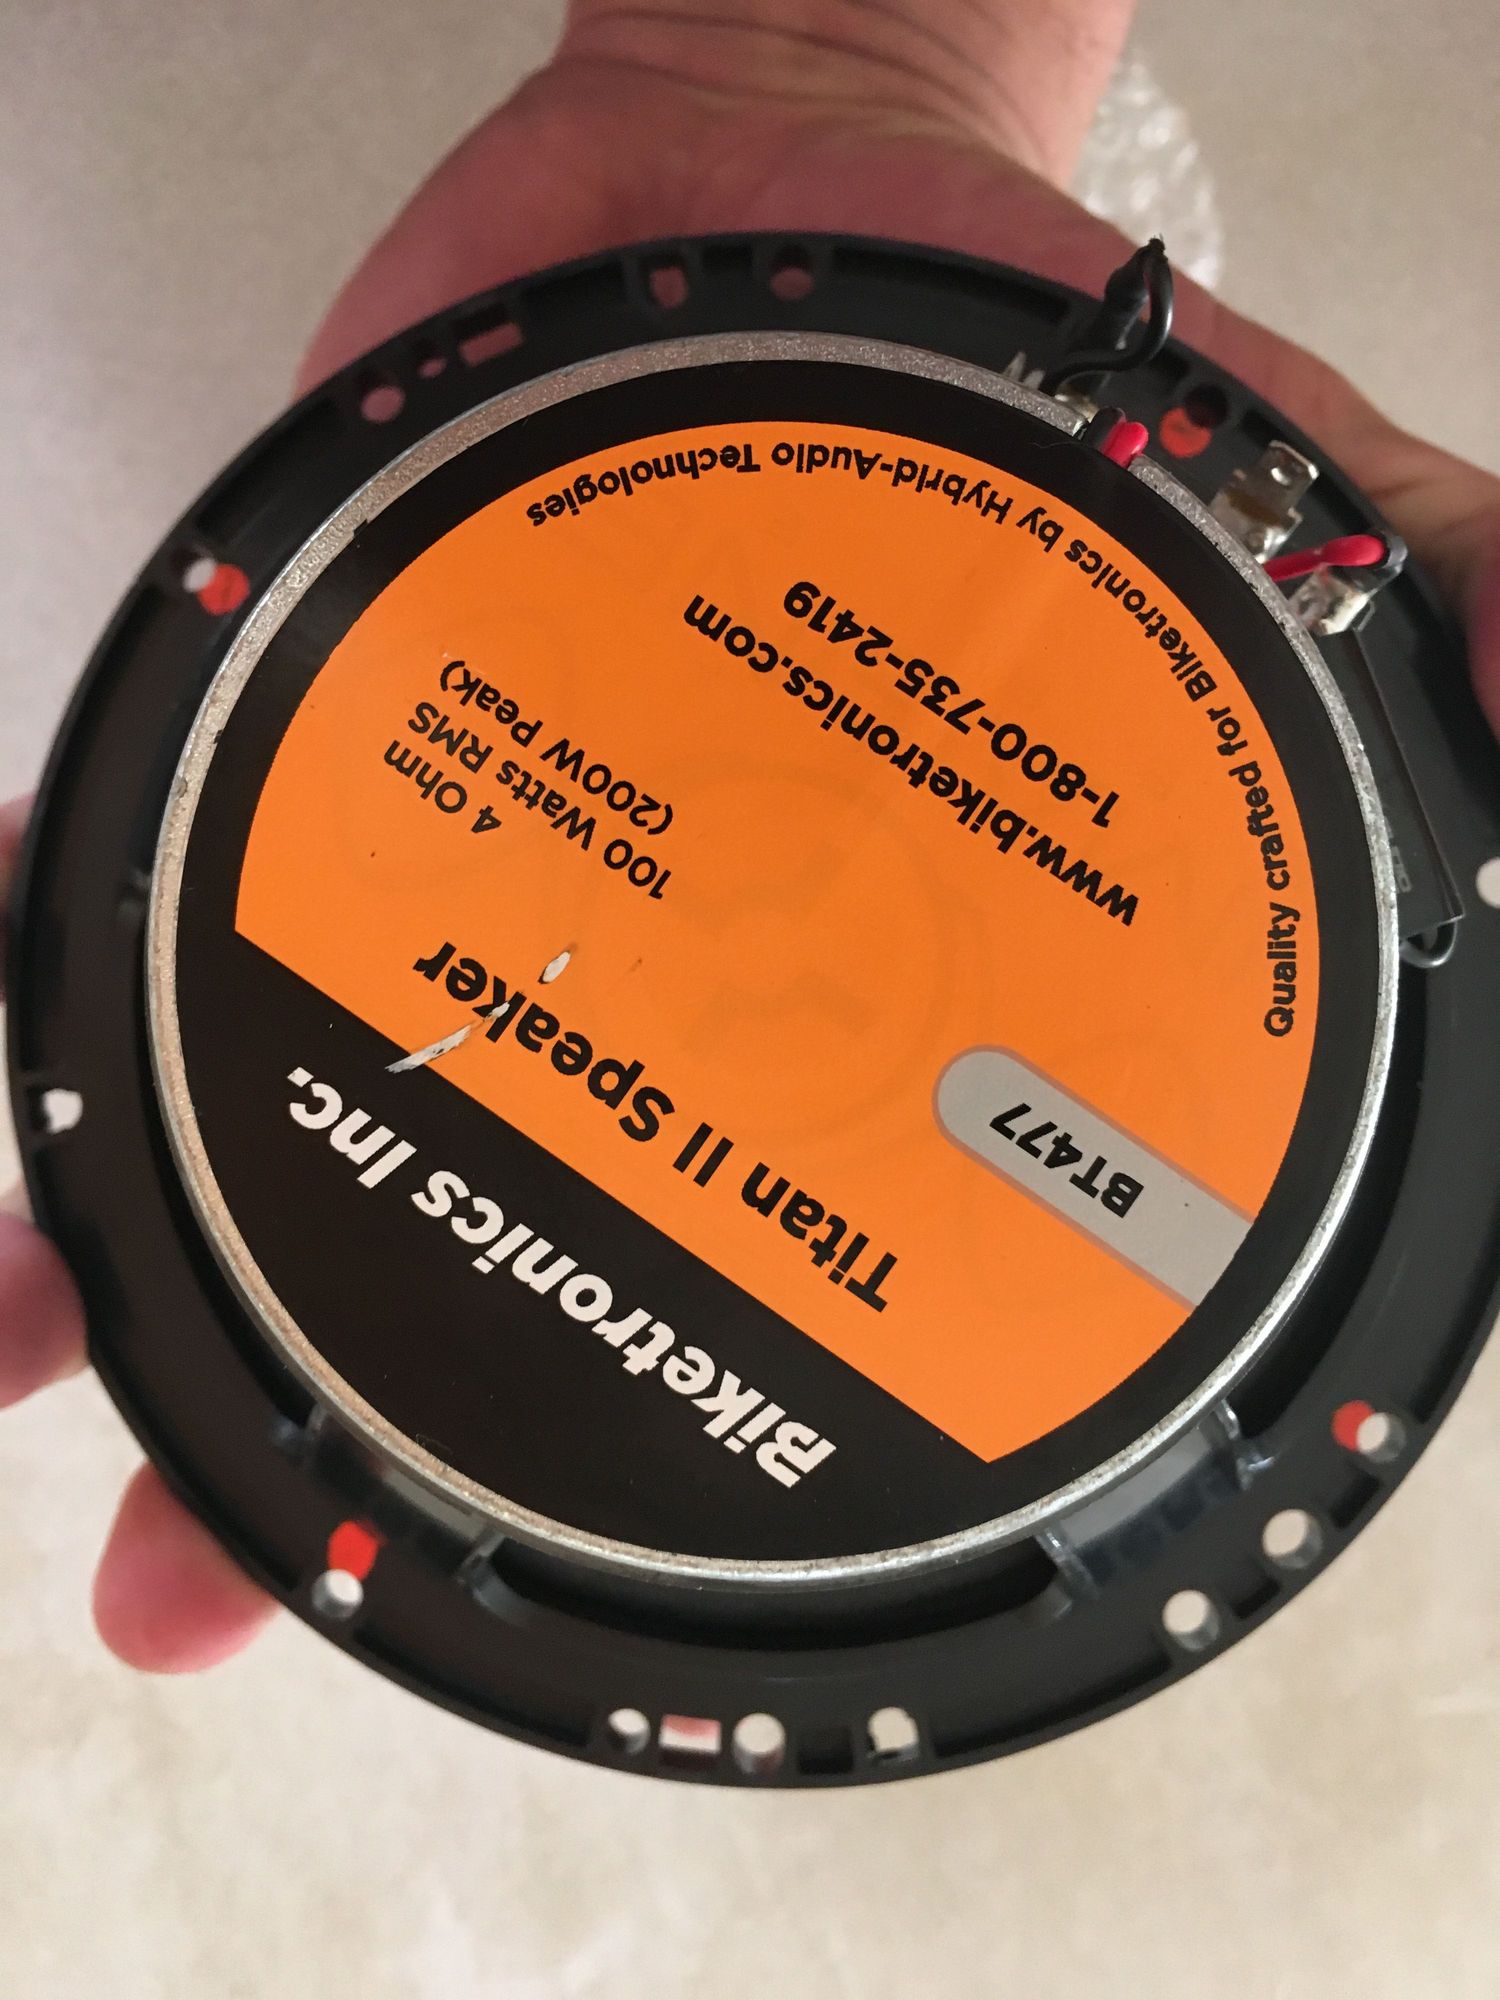 Biketronics Inc.
Titan II Speaker
BT477
4 Ohm
100 Watts RMS
(200W Peak)
www.biketronics.com
1-800-735-2419
Quality crafted for Biketronics by Hybrid-Audio Technologies